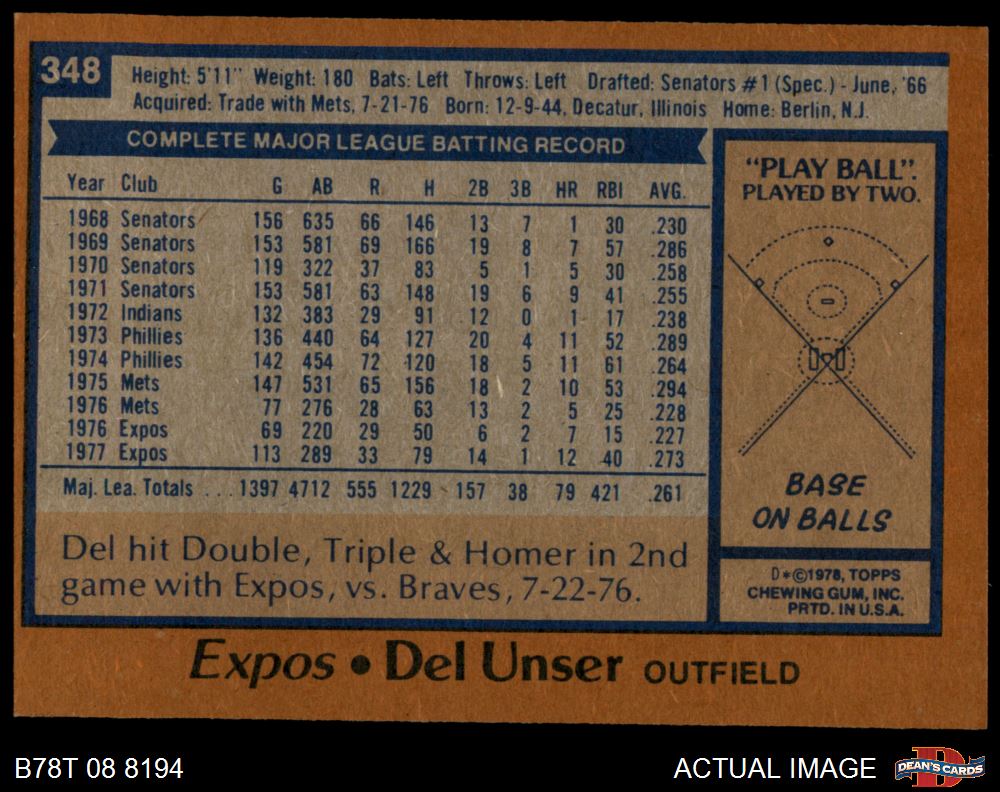 348
Height: 5'11" Weight: 180 Bats: Left Throws: Left Drafted: Senators #1 (Spec.) - June, '66
Acquired: Trade with Mets, 7-21-76 Born: 12-9-44, Decatur, Illinois Home: Berlin, N.J.
COMPLETE MAJOR LEAGUE BATTING RECORD
Year Club G AB R H 2B 3B HR RBI AVG.
1968 Senators 156 635 66 146 13 7 1 30 .230
1969 Senators 153 581 69 166 19 8 7 57 .286
1970 Senators 119 322 37 83 5 1 5 30 .258
1971 Senators 153 581 63 148 19 6 9 41 .255
1972 Indians 132 383 29 91 12 0 1 17 .238
1973 Phillies 136 440 64 127 20 4 11 52 .289
1974 Phillies 142 454 72 120 18 5 11 61 .264
1975 Mets 147 531 65 156 18 2 10 53 .294
1976 Mets 77 276 28 63 13 2 5 25 .228
1976 Expos 69 220 29 50 6 2 7 15 .227
1977 Expos 113 289 33 79 14 1 12 40 .273
Maj. Lea. Totals ... 1397 4712 555 1229 157 38 79 421 .261
Del hit Double, Triple & Homer in 2nd
game with Expos, vs. Braves, 7-22-76.
"PLAY BALL".
PLAYED BY TWO.
BASE
ON BALLS
D*©1978, TOPPS
CHEWING GUM, INC.
PRTD. IN U.S.A.
Expos • Del Unser OUTFIELD
B78T 08 8194
ACTUAL IMAGE
DEAN'S CARDS